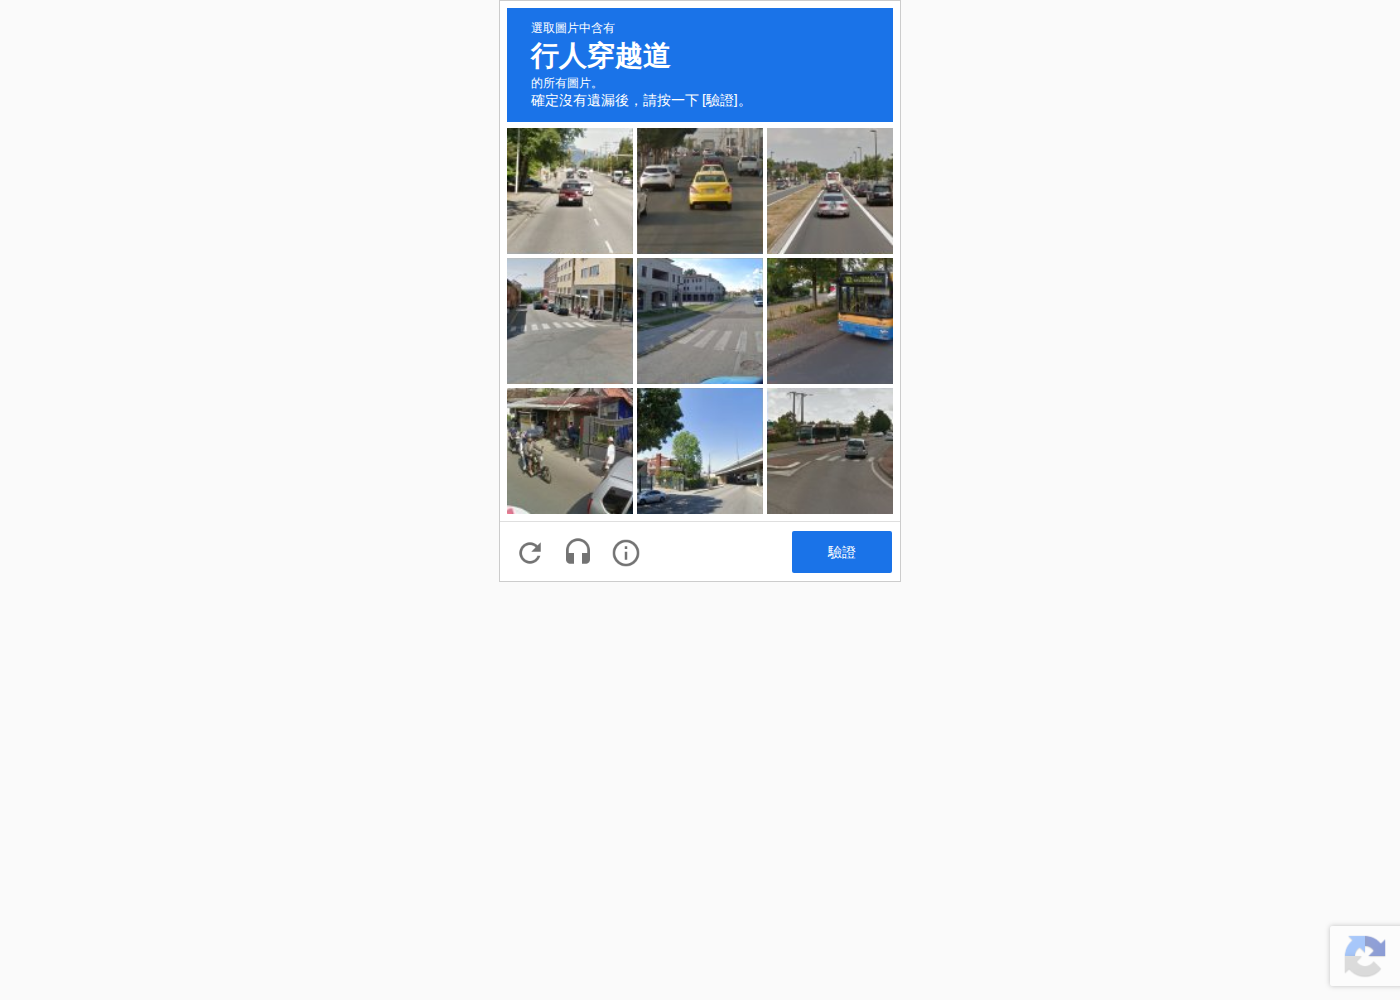 選取圖片中含有
行人穿越道
的所有圖片。
確定沒有遺漏後，請按一下 [驗證]。
驗證